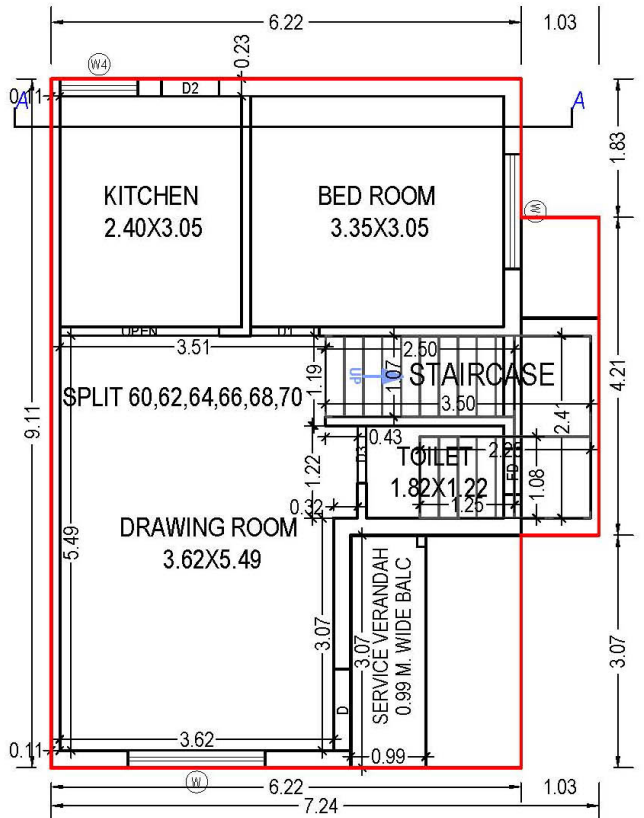 6.22
1.03
0.23
W4
D2
0.11
A
A
1.83
KITCHEN
2.40X3.05
BED ROOM
3.35X3.05
W
OPEN
D1
3.51
2.50
UP
1.07
STAIRCASE
1.19
SPLIT 60,62,64,66,68,70
3.50
4.21
9.11
2.41
0.43
D3
TOILET
1.82X1.22
FD
1.08
1.22
1.25
0.32
DRAWING ROOM
3.62X5.49
5.49
SERVICE VERANDAH
0.99 M. WIDE BALC
3.07
3.07
3.07
D
3.62
0.11
0.99
W
6.22
1.03
7.24